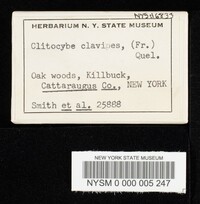 NYSf6833
HERBARIUM N. Y. STATE MUSEUM
Clitocybe clavipes, (Fr.)
Quel.
Oak woods, Killbuck,
Cattaraugus Co., NEW YORK
Smith et al. 25888
NEW YORK STATE MUSEUM
NYSM 0 000 005 247